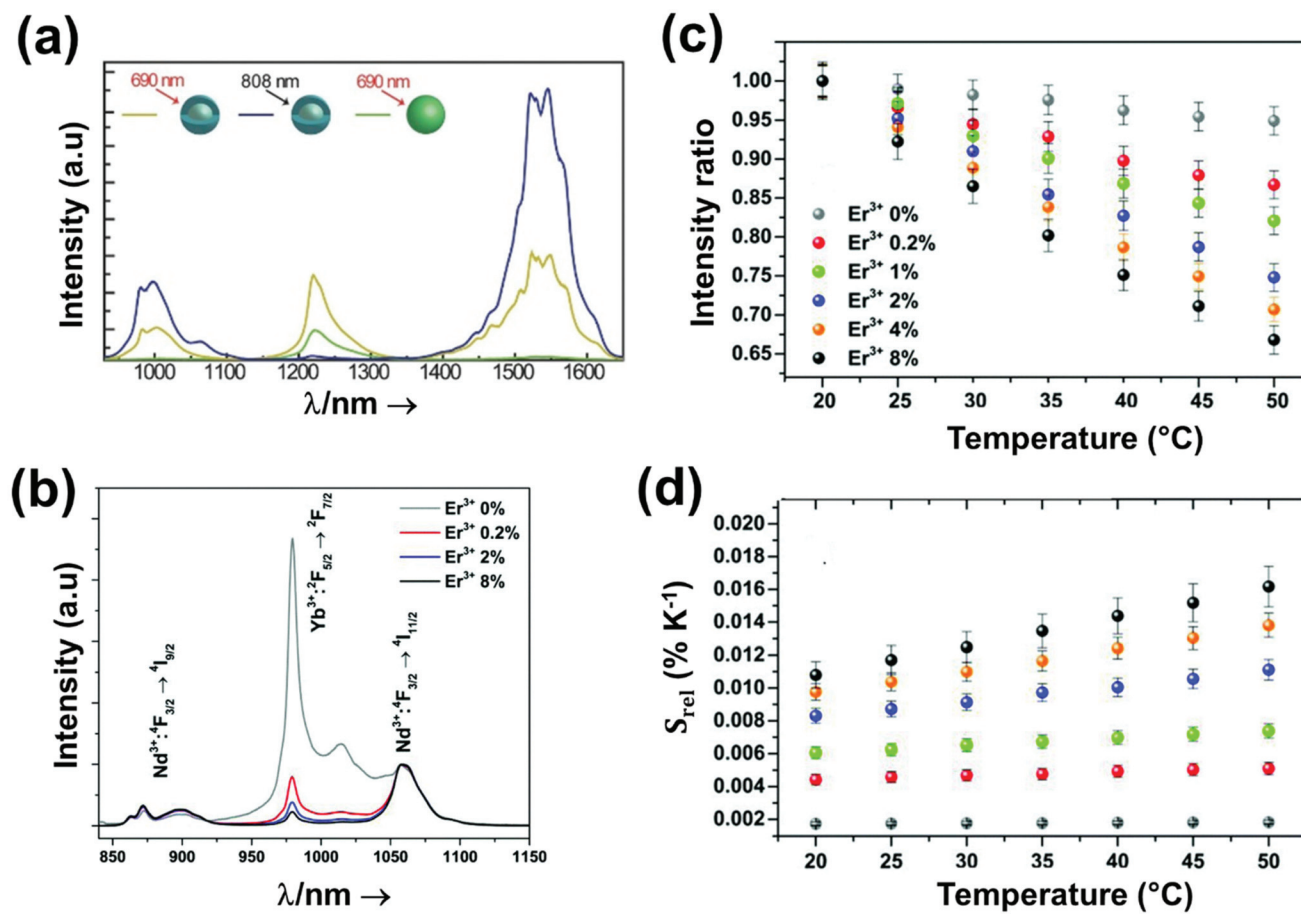 (a)
690 nm 808 nm 690 nm
Intensity (a.u)
1000 1100 1200 1300 1400 1500 1600
λ/nm →
(b)
Er³⁺ 0%
Er³⁺ 0.2%
Er³⁺ 2%
Er³⁺ 8%
Nd³⁺:⁴F₃/₂ → ⁴I₉/₂
Yb³⁺:²F₅/₂ → ²F₇/₂
Nd³⁺:⁴F₃/₂ → ⁴I₁₁/₂
Intensity (a.u)
850 900 950 1000 1050 1100 1150
λ/nm →
(c)
1.00
0.95
0.90
0.85
0.80
0.75
0.70
0.65
Intensity ratio
Er³⁺ 0%
Er³⁺ 0.2%
Er³⁺ 1%
Er³⁺ 2%
Er³⁺ 4%
Er³⁺ 8%
20 25 30 35 40 45 50
Temperature (°C)
(d)
0.020
0.018
0.016
0.014
0.012
0.010
0.008
0.006
0.004
0.002
Srel (% K⁻¹)
20 25 30 35 40 45 50
Temperature (°C)